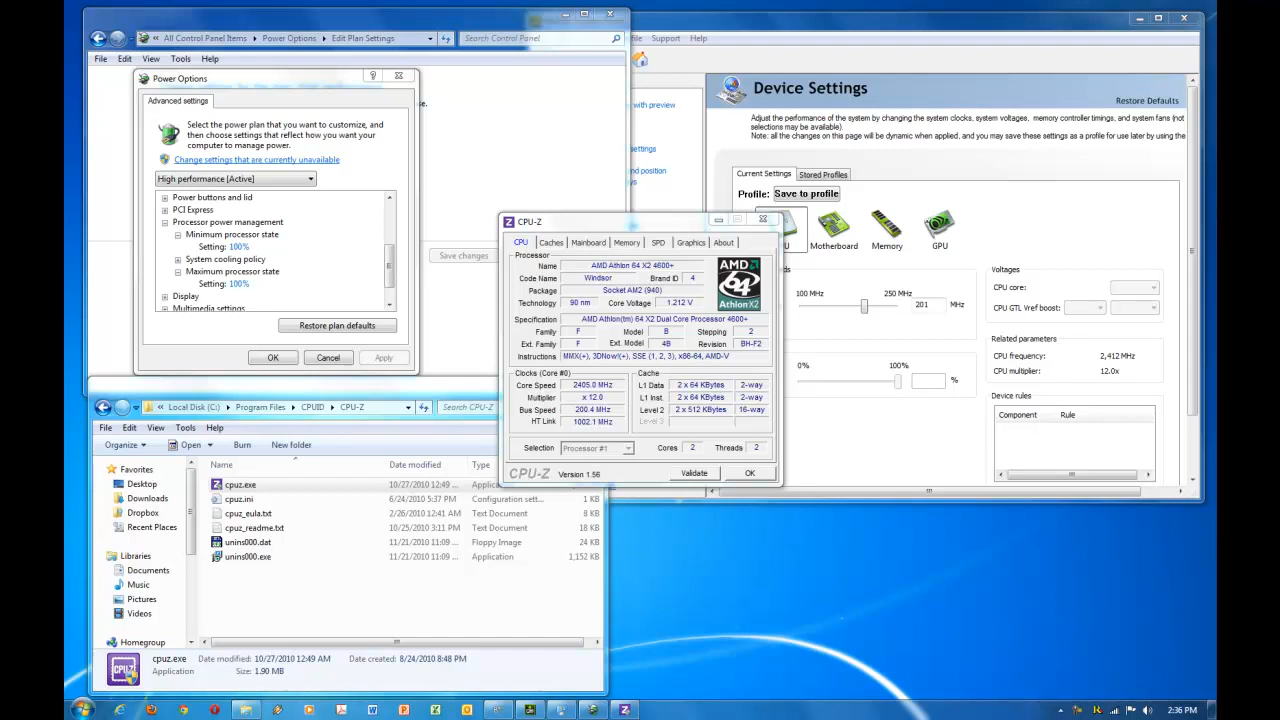 All Control Panel Items
Power Options
Edit Plan Settings
Search Control Panel
File
Edit
View
Tools
Help
Support
Help
Power Options
Advanced settings
Select the power plan that you want to customize, and
then choose settings that reflect how you want your
computer to manage power.
Change settings that are currently unavailable
High performance [Active]
Power buttons and lid
PCI Express
Processor power management
Minimum processor state
Setting: 100%
System cooling policy
Maximum processor state
Setting: 100%
Display
Multimedia settings
Restore plan defaults
OK
Cancel
Apply
Save changes
with preview
settings
and position
Device Settings
Restore Defaults
Adjust the performance of the system by changing the system clocks, system voltages, memory controller timings, and system fans (not
selections may be available).
Note: all the changes on this page will be dynamic when applied, and you may save these settings as a profile for use later by using the
Current Settings
Stored Profiles
Profile:
Save to profile
Motherboard
Memory
GPU
100 MHz
250 MHz
201
MHz
0%
100%
%
Voltages
CPU core:
CPU GTL Vref boost:
Related parameters
CPU frequency:
2,412 MHz
CPU multiplier:
12.0x
Device rules
Component
Rule
CPU-Z
CPU
Caches
Mainboard
Memory
SPD
Graphics
About
Processor
Name
AMD Athlon 64 X2 4600+
Code Name
Windsor
Brand ID
4
Package
Socket AM2 (940)
Technology
90 nm
Core Voltage
1.212 V
AMD
64
Athlon X2
Specification
AMD Athlon(tm) 64 X2 Dual Core Processor 4600+
Family
F
Model
B
Stepping
2
Ext. Family
F
Ext. Model
4B
Revision
BH-F2
Instructions
MMX(+), 3DNow!(+), SSE (1, 2, 3), x86-64, AMD-V
Clocks (Core #0)
Core Speed
2405.0 MHz
Multiplier
x 12.0
Bus Speed
200.4 MHz
HT Link
1002.1 MHz
Cache
L1 Data
2 x 64 KBytes
2-way
L1 Inst.
2 x 64 KBytes
2-way
Level 2
2 x 512 KBytes
16-way
Level 3
Selection
Processor #1
Cores
2
Threads
2
CPU-Z
Version 1.56
Validate
OK
Local Disk (C:)
Program Files
CPUID
CPU-Z
Search CPU-Z
File
Edit
View
Tools
Help
Organize
Open
Burn
New folder
Favorites
Desktop
Downloads
Dropbox
Recent Places
Libraries
Documents
Music
Pictures
Videos
Homegroup
Name
Date modified
Type
cpuz.exe
10/27/2010 12:49 ...
Applic
cpuz.ini
6/24/2010 5:37 PM
Configuration sett...
1 KB
cpuz_eula.txt
2/26/2010 12:41 AM
Text Document
8 KB
cpuz_readme.txt
10/25/2010 3:11 PM
Text Document
18 KB
unins000.dat
11/21/2010 11:09 ...
Floppy Image
24 KB
unins000.exe
11/21/2010 11:09 ...
Application
1,152 KB
cpuz.exe
Date modified: 10/27/2010 12:49 AM
Date created: 8/24/2010 8:48 PM
Application
Size: 1.90 MB
2:36 PM